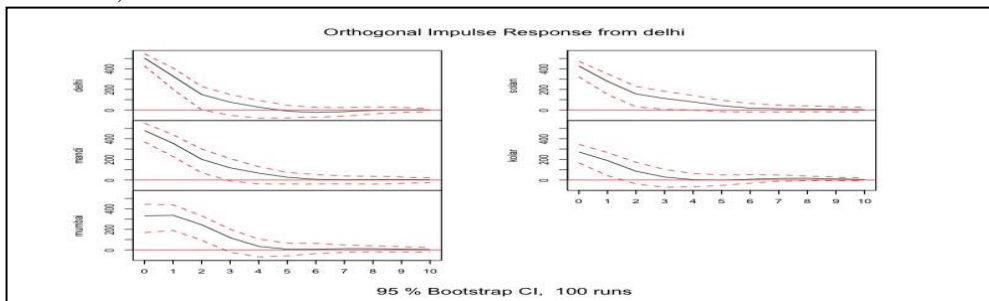 Orthogonal Impulse Response from delhi
delhi
0 200 400
mandi
0 200 400
mumbai
0 200 400
0 1 2 3 4 5 6 7 8 9 10
solan
0 200 400
kolar
0 200 400
0 1 2 3 4 5 6 7 8 9 10
95 % Bootstrap CI, 100 runs